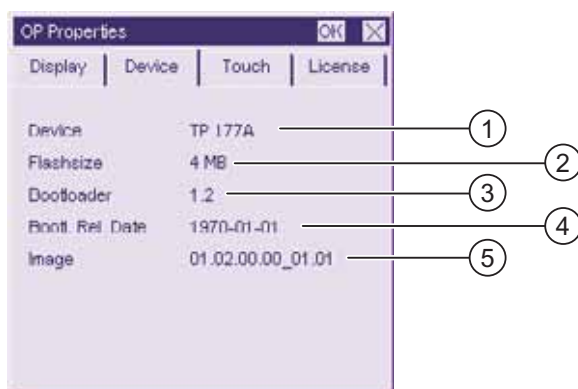 OP Properties OK
Display Device Touch License
Device TP 177A 1
Flashsize 4 MB 2
Bootloader 1.2 3
Bootl. Rel. Date 1970-01-01 4
Image 01.02.00.00_01.01 5